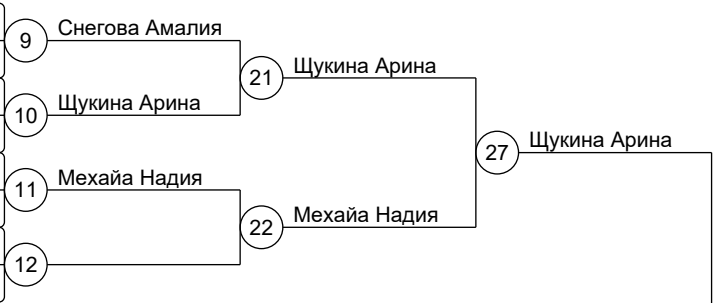 9 Снегова Амалия
21 Щукина Арина
10 Щукина Арина
27 Щукина Арина
11 Мехайа Надия
22 Мехайа Надия
12